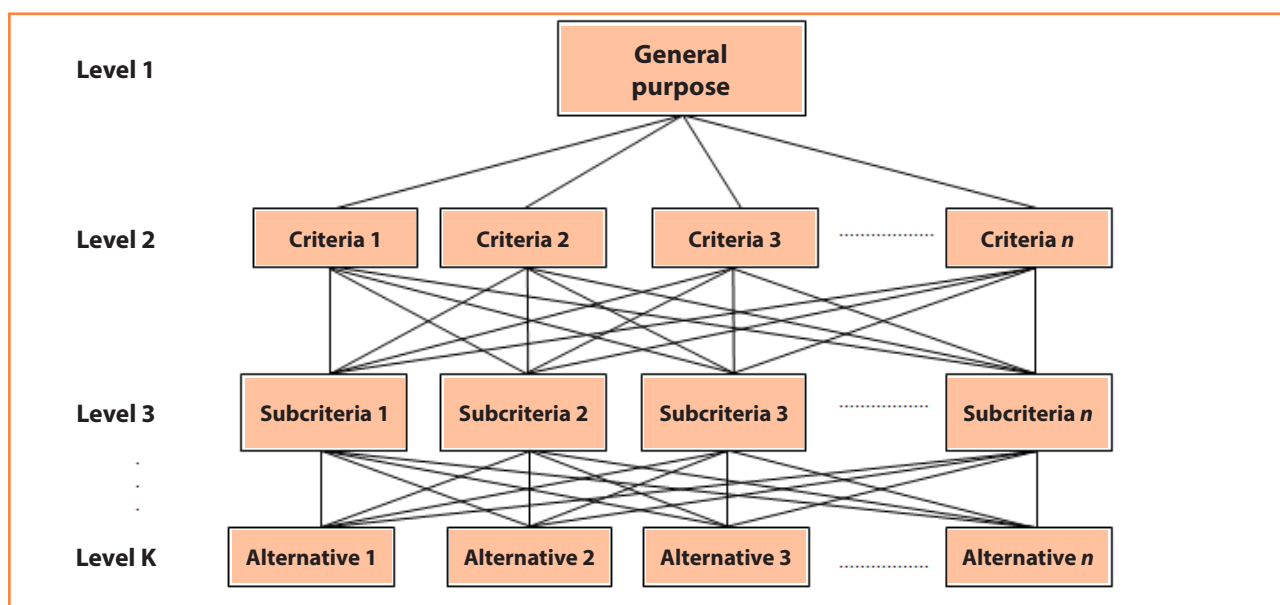 Level 1
General
purpose
Level 2
Criteria 1
Criteria 2
Criteria 3
Criteria n
Level 3
Subcriteria 1
Subcriteria 2
Subcriteria 3
Subcriteria n
Level K
Alternative 1
Alternative 2
Alternative 3
Alternative n